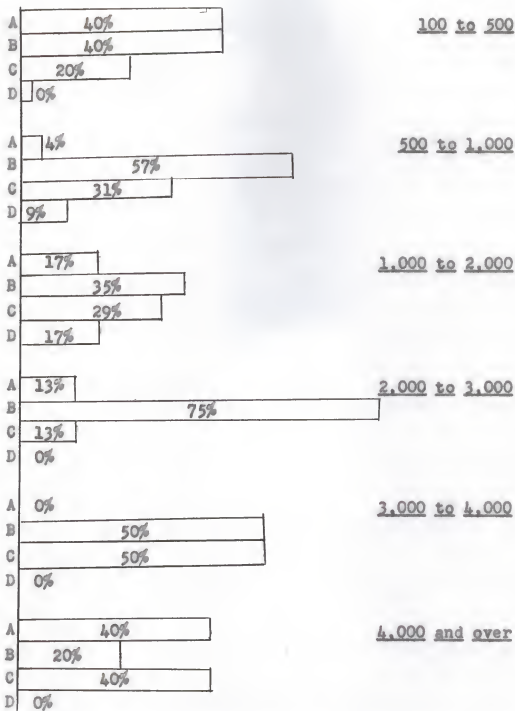 A 40% 100 to 500
B 40%
C 20%
D 0%
A 4% 500 to 1,000
B 57%
C 31%
D 9%
A 17% 1,000 to 2,000
B 35%
C 29%
D 17%
A 13% 2,000 to 3,000
B 75%
C 13%
D 0%
A 0% 3,000 to 4,000
B 50%
C 50%
D 0%
A 40% 4,000 and over
B 20%
C 40%
D 0%